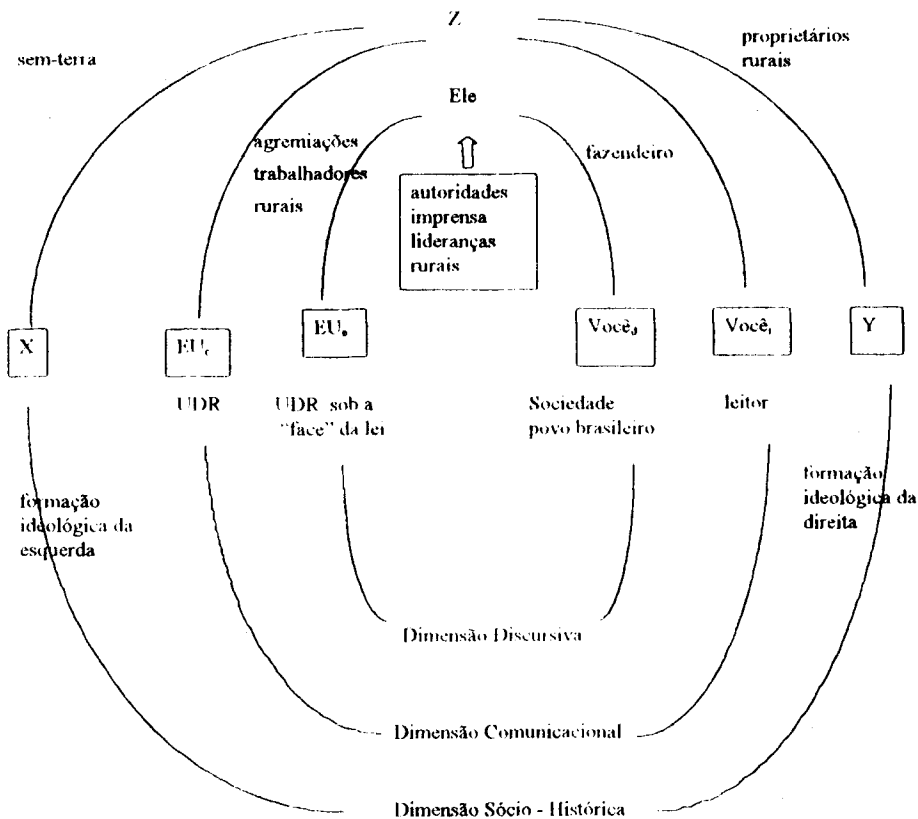 Z
sem-terra
proprietários
rurais
Ele
agremiações
trabalhadores
rurais
fazendeiro
autoridades
imprensa
lideranças
rurais
X
EUc
EUe
Você
Você
Y
UDR
UDR sob a
“face” da lei
Sociedade
povo brasileiro
leitor
formação
ideológica da
esquerda
formação
ideológica da
direita
Dimensão Discursiva
Dimensão Comunicacional
Dimensão Sócio - Histórica